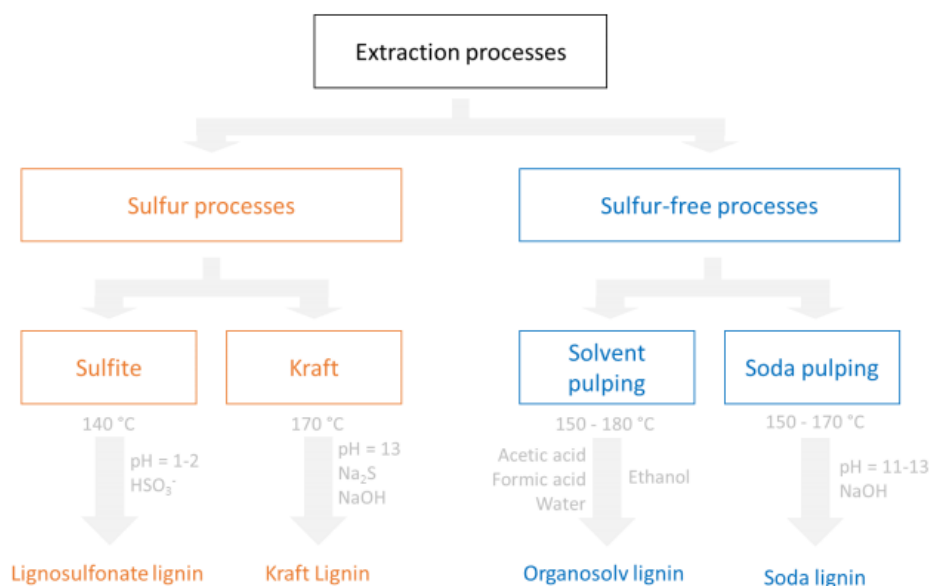 Extraction processes
Sulfur processes
Sulfur-free processes
Sulfite
Kraft
Solvent
pulping
Soda pulping
140 °C
170 °C
150 - 180 °C
150 - 170 °C
pH = 1-2
HSO₃⁻
pH = 13
Na₂S
NaOH
Acetic acid
Formic acid
Water
Ethanol
pH = 11-13
NaOH
Lignosulfonate lignin
Kraft Lignin
Organosolv lignin
Soda lignin